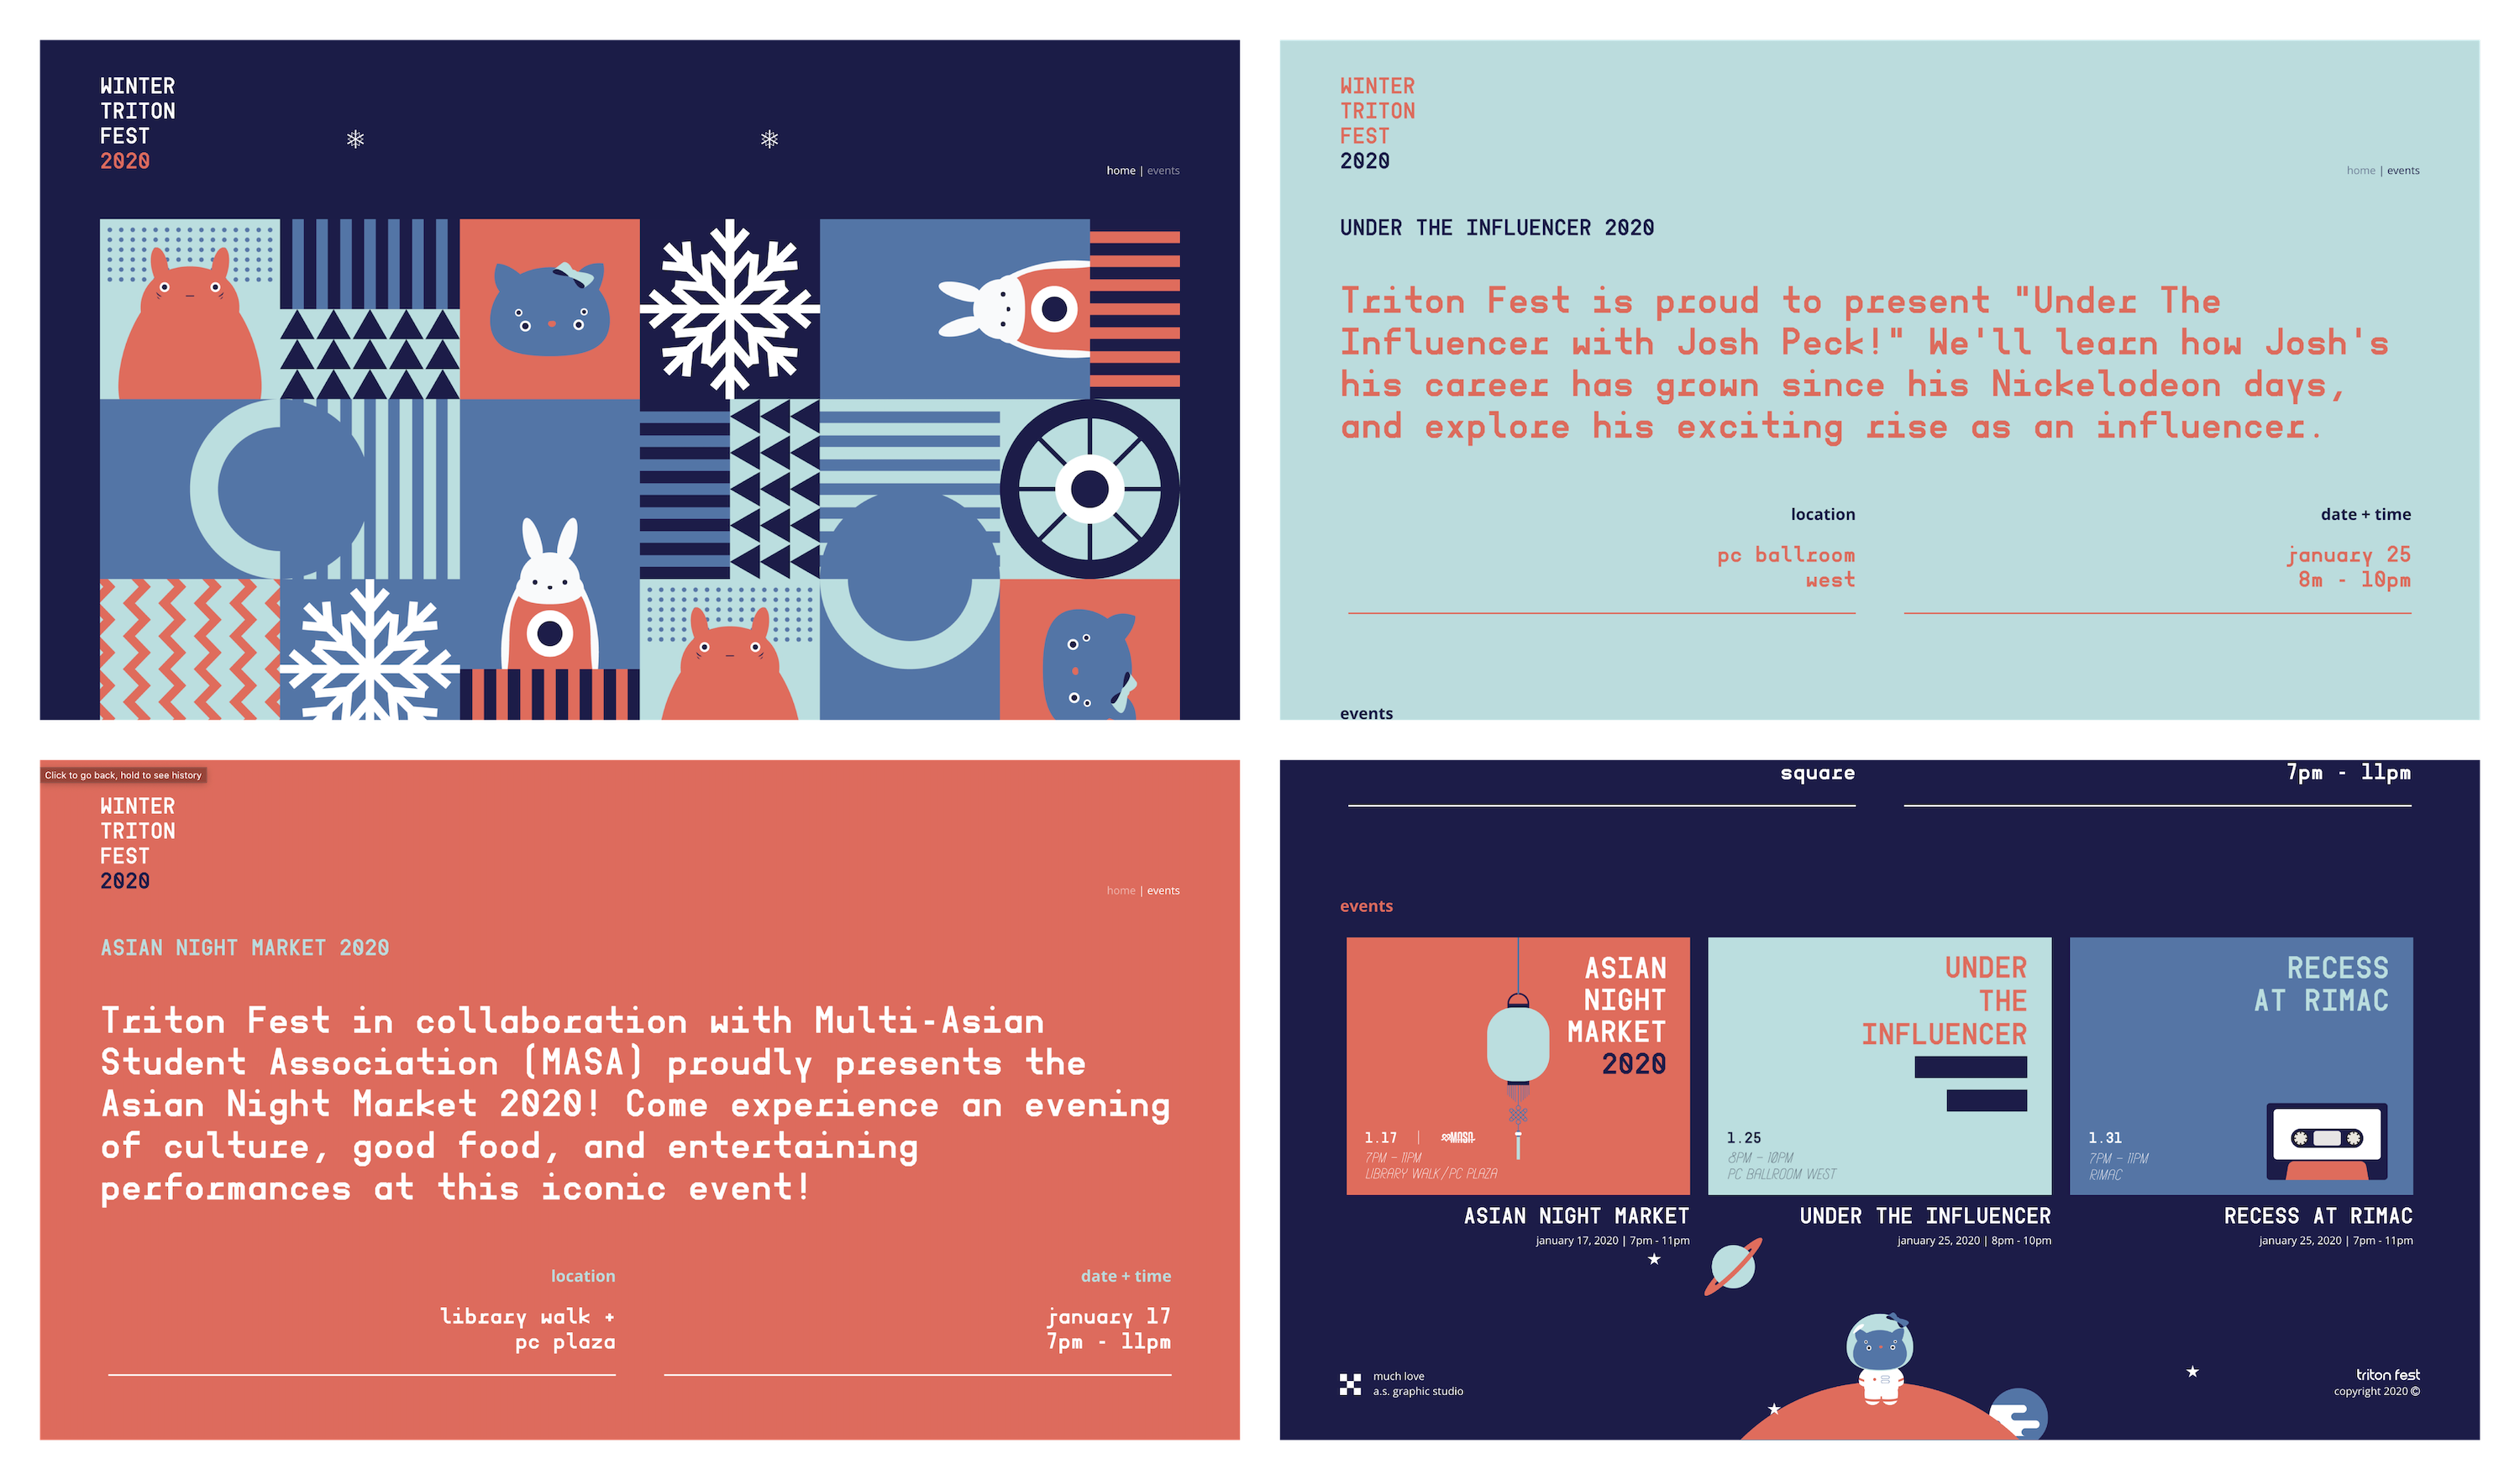 WINTER
TRITON
FEST
2020
home | events
WINTER
TRITON
FEST
2020
home | events
UNDER THE INFLUENCER 2020
Triton Fest is proud to present "Under The
Influencer with Josh Peck!" We'll learn how Josh's
his career has grown since his Nickelodeon days,
and explore his exciting rise as an influencer.
location
pc ballroom
west
date + time
january 25
8m - 10pm
events
Click to go back, hold to see history
WINTER
TRITON
FEST
2020
home | events
ASIAN NIGHT MARKET 2020
Triton Fest in collaboration with Multi-Asian
Student Association (MASA) proudly presents the
Asian Night Market 2020! Come experience an evening
of culture, good food, and entertaining
performances at this iconic event!
location
library walk +
pc plaza
date + time
january 17
7pm - 11pm
square
7pm - 11pm
events
ASIAN
NIGHT
MARKET
2020
1.17 | MASA
7PM - 11PM
LIBRARY WALK/PC PLAZA
UNDER
THE
INFLUENCER
1.25
8PM - 10PM
PC BALLROOM WEST
RECESS
AT RIMAC
1.31
7PM - 11PM
RIMAC
ASIAN NIGHT MARKET
january 17, 2020 | 7pm - 11pm
UNDER THE INFLUENCER
january 25, 2020 | 8pm - 10pm
RECESS AT RIMAC
january 25, 2020 | 7pm - 11pm
much love
a.s. graphic studio
triton fest
copyright 2020 ©